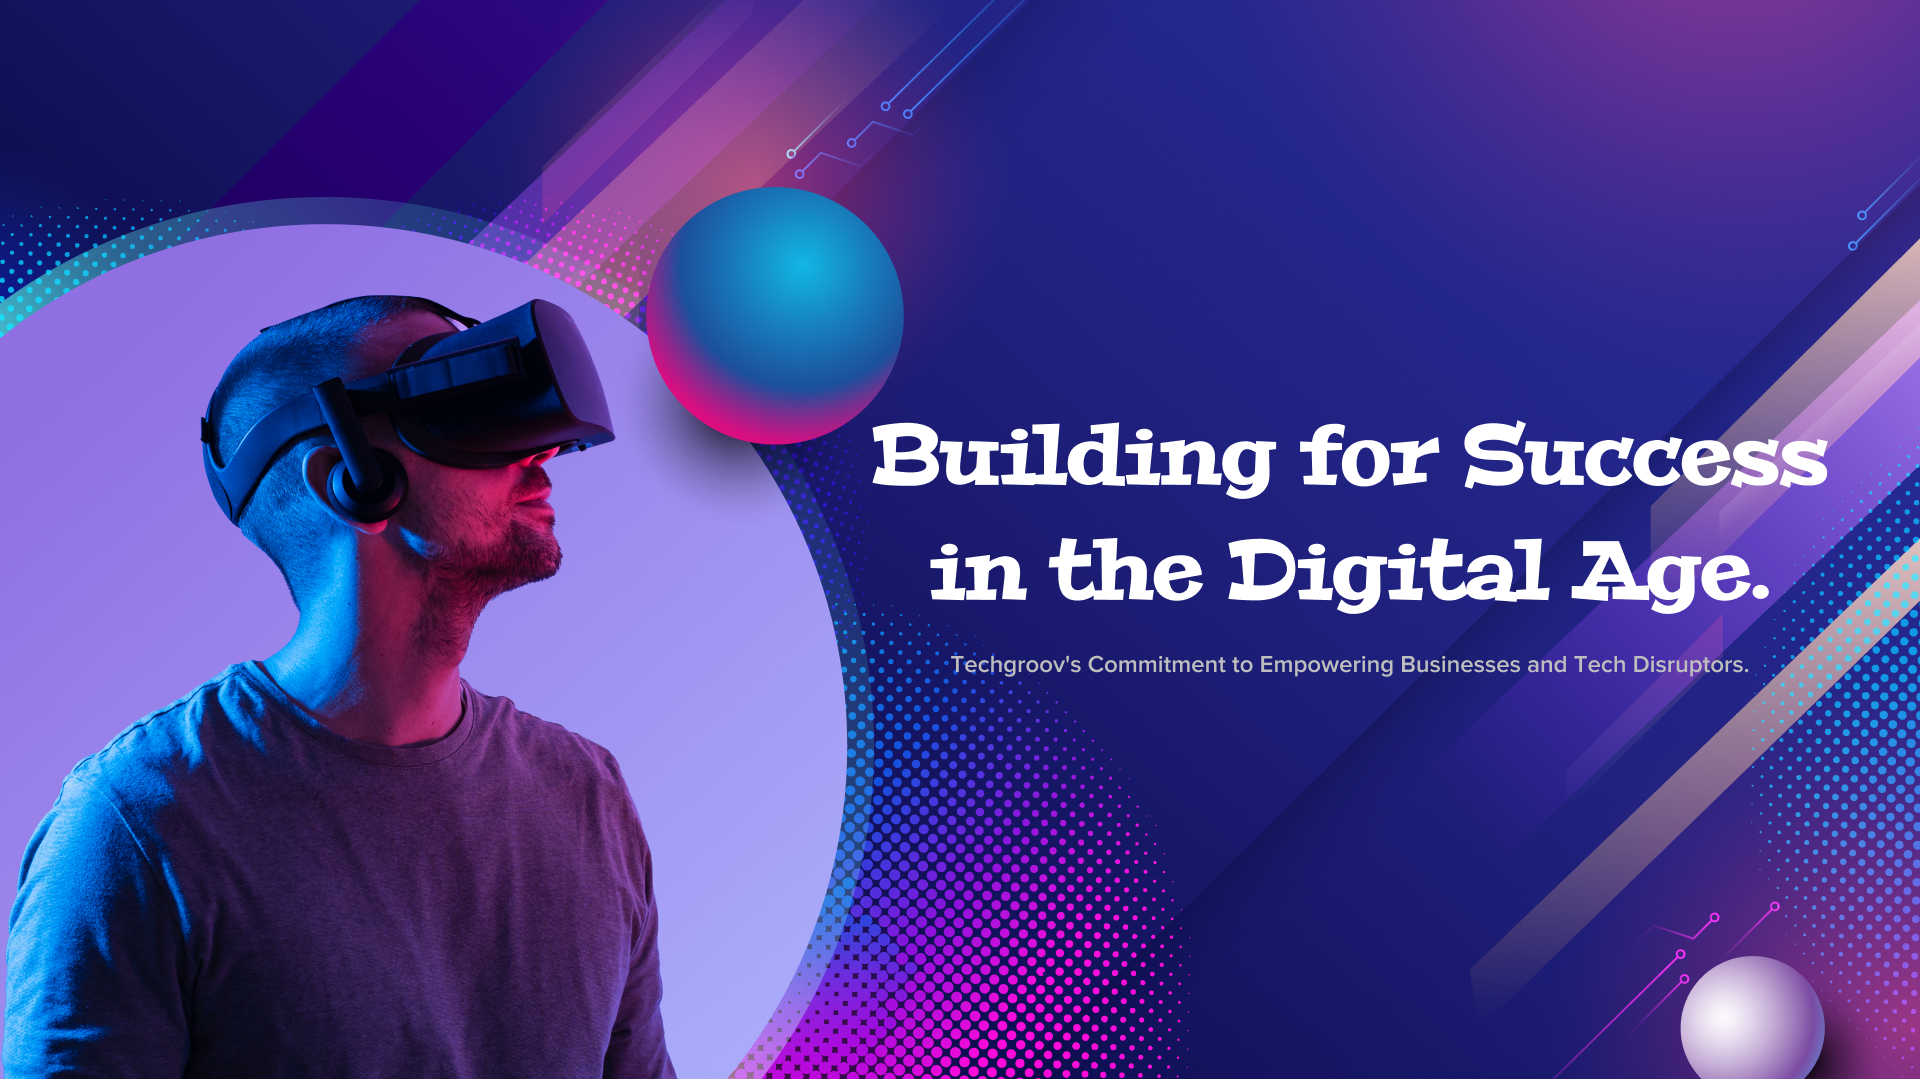 Building for Success
in the Digital Age.
Techgroov's Commitment to Empowering Businesses and Tech Disruptors.